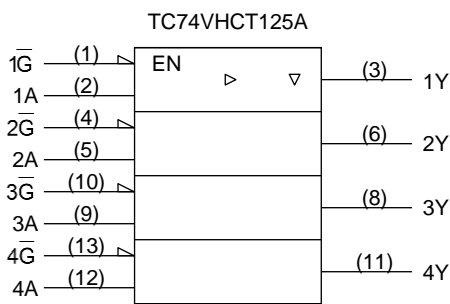 TC74VHCT125A
1G̅ (1) EN (3) 1Y
1A (2)
2G̅ (4) (6) 2Y
2A (5)
3G̅ (10) (8) 3Y
3A (9)
4G̅ (13) (11) 4Y
4A (12)